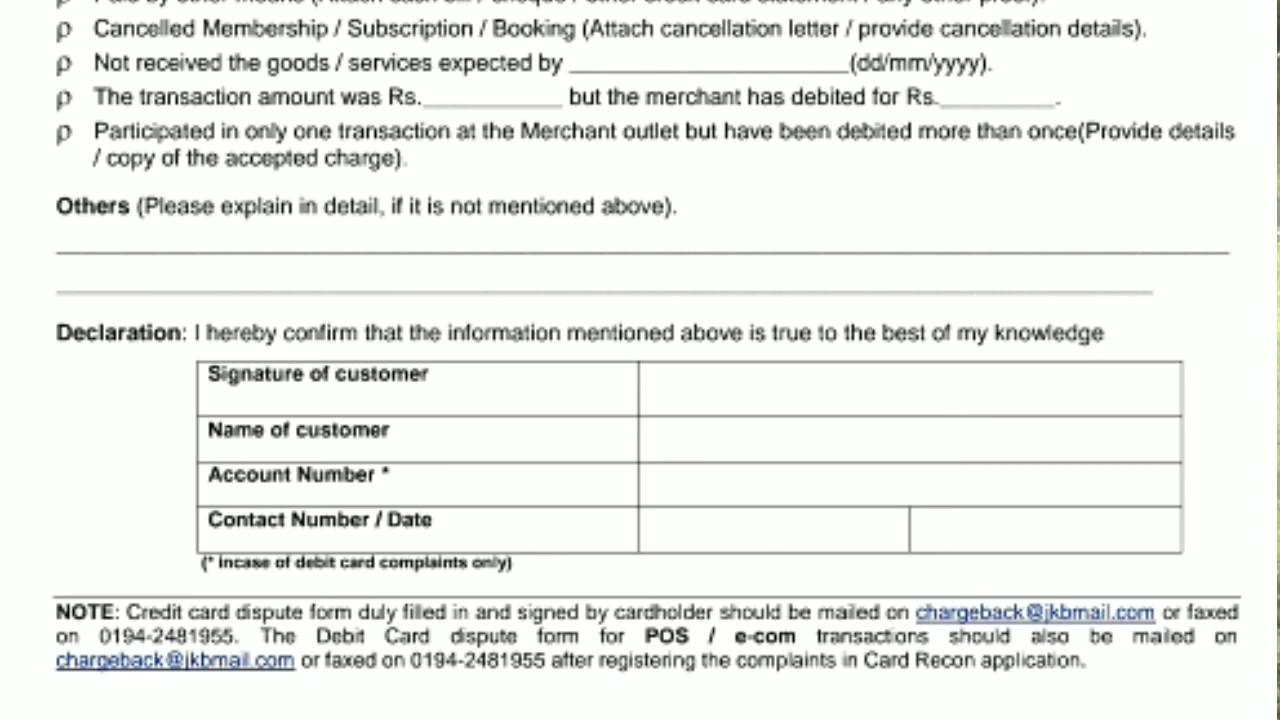 ρ Cancelled Membership / Subscription / Booking (Attach cancellation letter / provide cancellation details).
ρ Not received the goods / services expected by ____________________(dd/mm/yyyy).
ρ The transaction amount was Rs.__________ but the merchant has debited for Rs.________.
ρ Participated in only one transaction at the Merchant outlet but have been debited more than once(Provide details
/ copy of the accepted charge).
Others (Please explain in detail, if it is not mentioned above).
Declaration: I hereby confirm that the information mentioned above is true to the best of my knowledge
Signature of customer
Name of customer
Account Number *
Contact Number / Date
(* incase of debit card complaints only)
NOTE: Credit card dispute form duly filled in and signed by cardholder should be mailed on chargeback@jkbmail.com or faxed
on 0194-2481955. The Debit Card dispute form for POS / e-com transactions should also be mailed on
chargeback@jkbmail.com or faxed on 0194-2481955 after registering the complaints in Card Recon application.